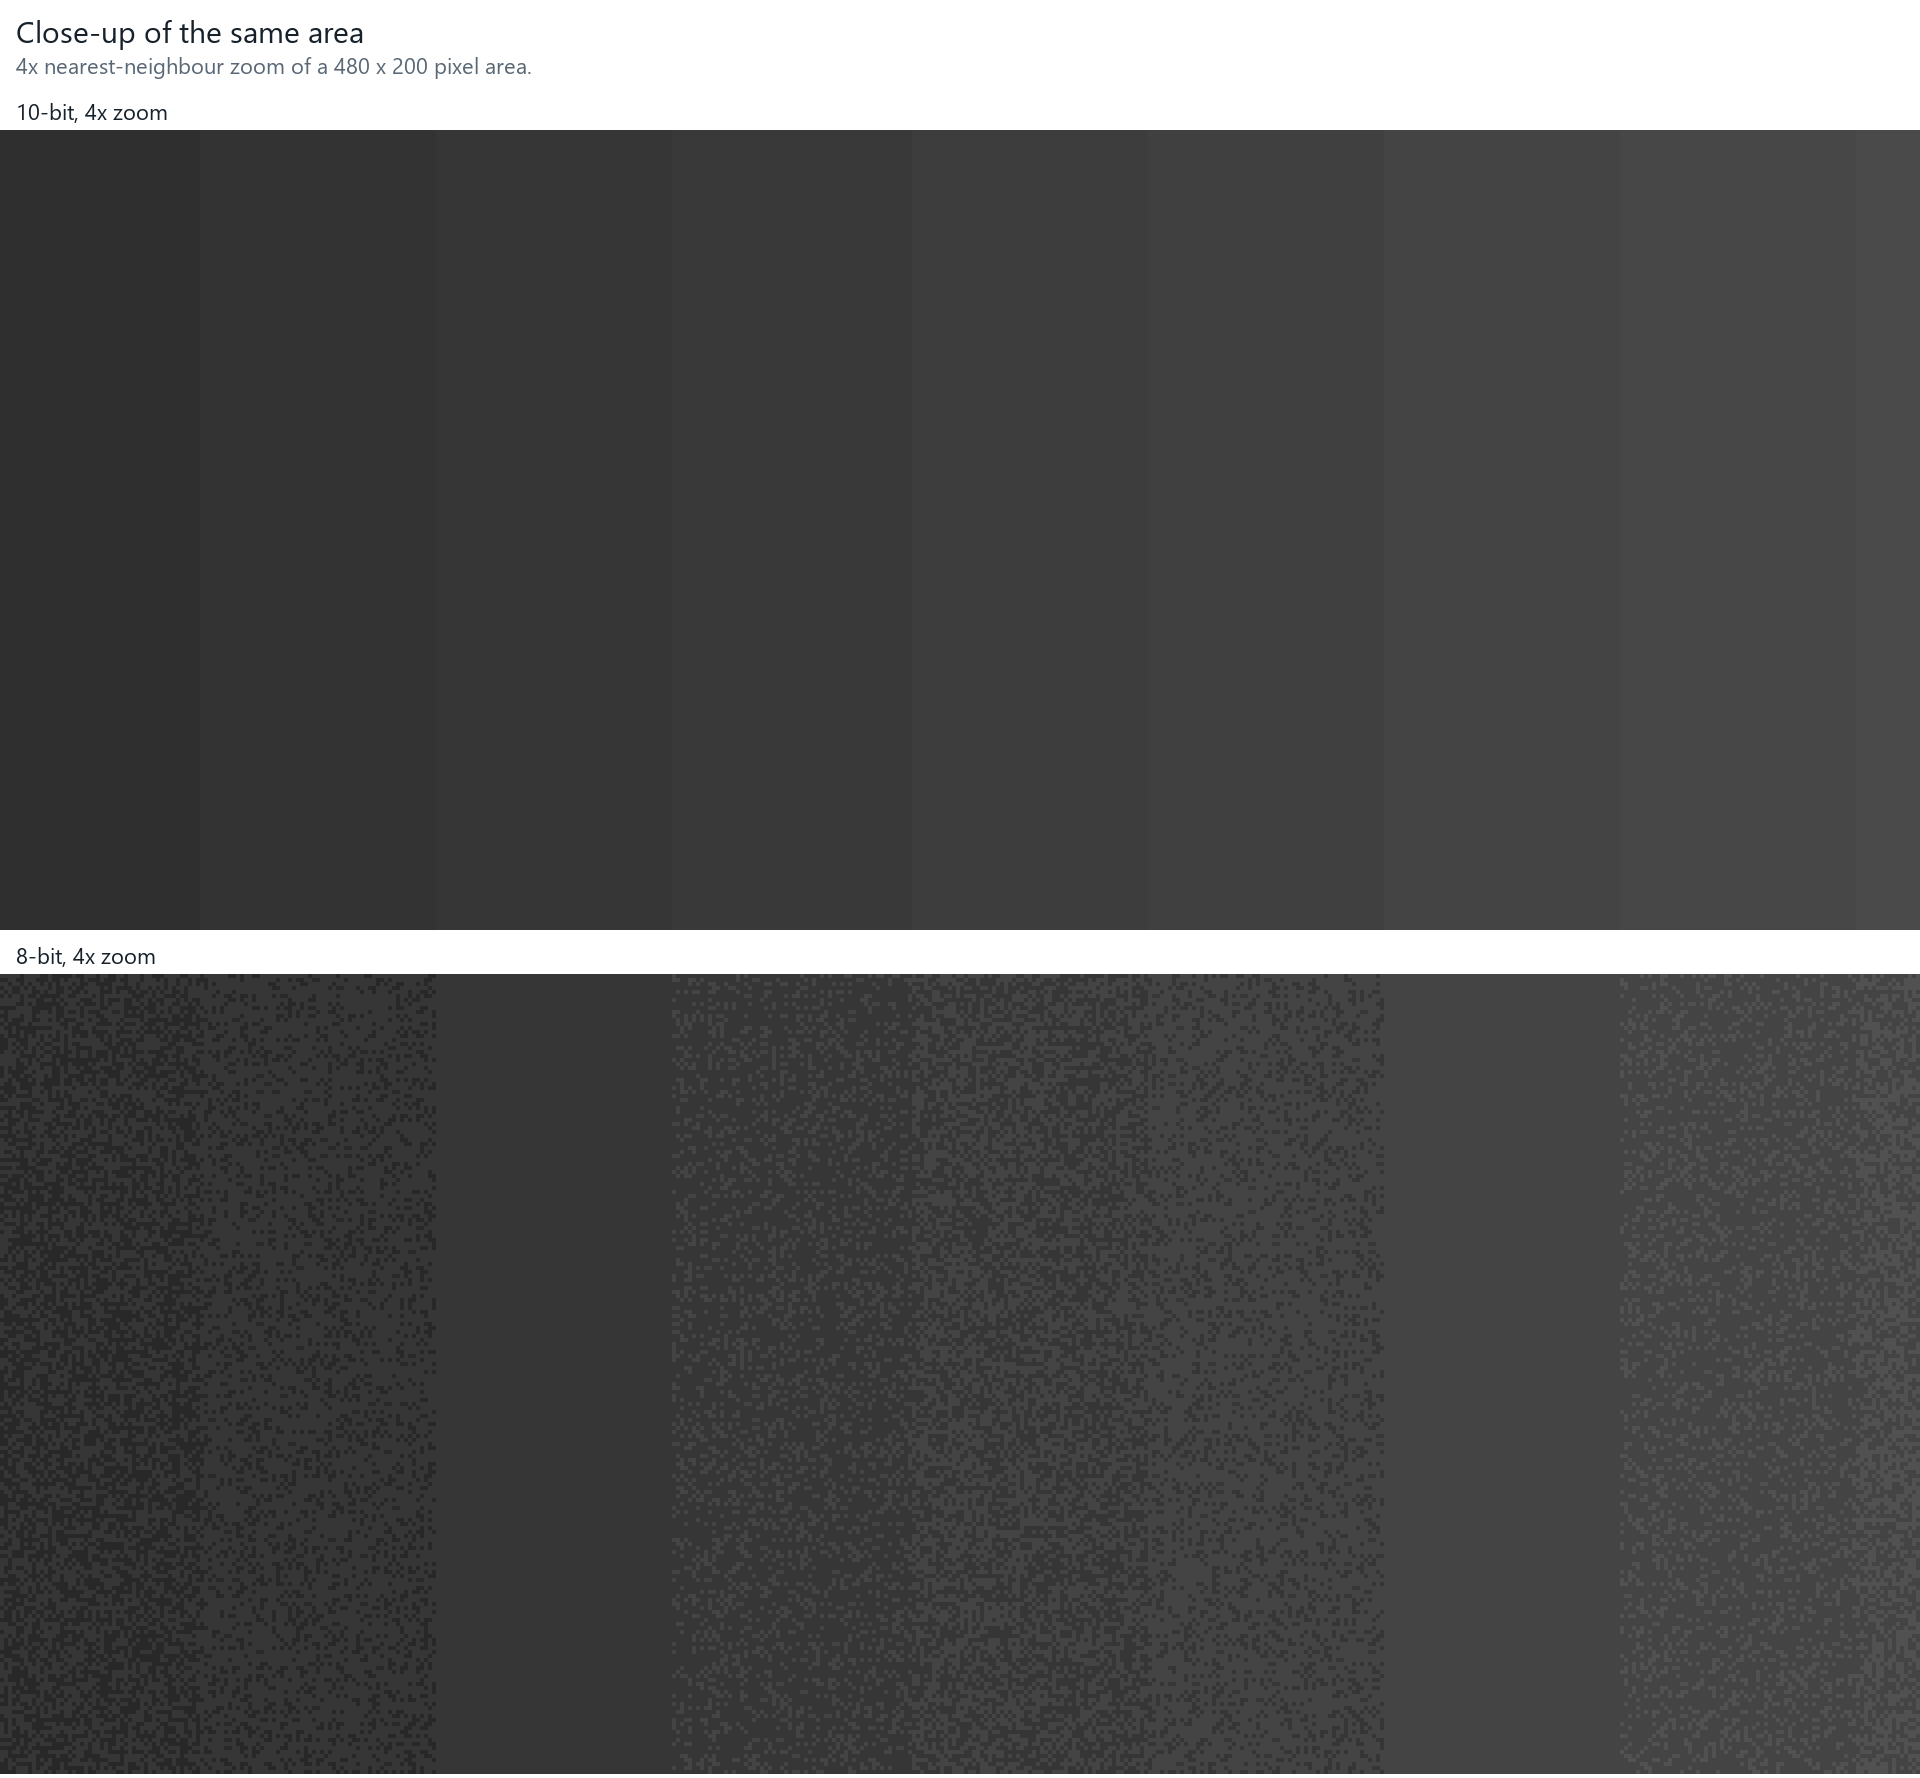 Close-up of the same area
4x nearest-neighbour zoom of a 480 x 200 pixel area.
10-bit, 4x zoom
8-bit, 4x zoom